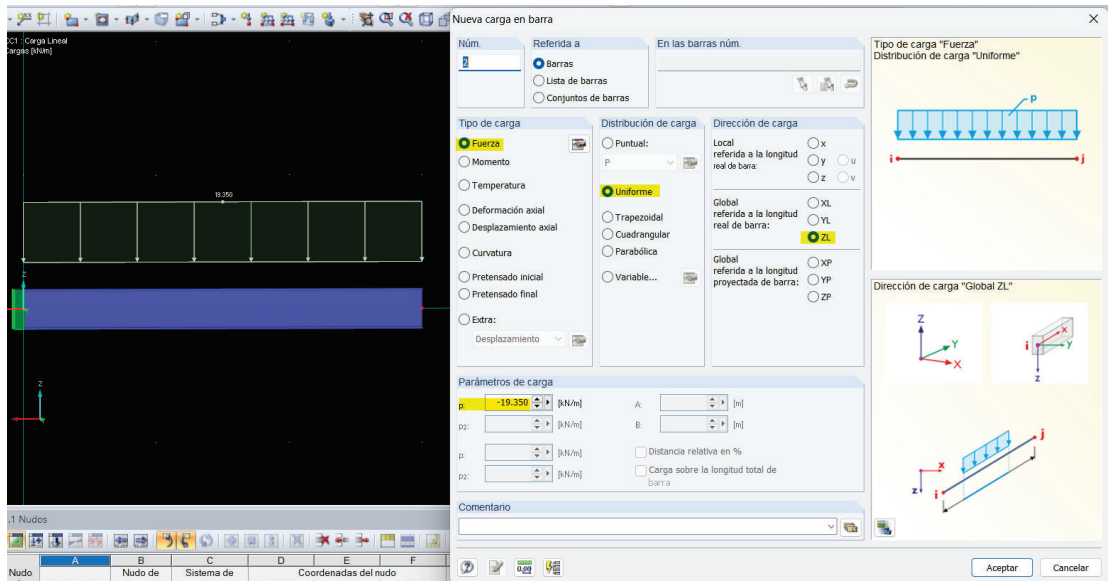 CC1 : Carga Lineal
Cargas [kN/m]
19.350
z
z
.1 Nudos
A B C D E F
Nudo Nudo de Sistema de Coordenadas del nudo
Nueva carga en barra
Núm.
2
Referida a
Barras
Lista de barras
Conjuntos de barras
En las barras núm.
Tipo de carga
Fuerza
Momento
Temperatura
Deformación axial
Desplazamiento axial
Curvatura
Pretensado inicial
Pretensado final
Extra:
Desplazamiento
Distribución de carga
Puntual:
P
Uniforme
Trapezoidal
Cuadrangular
Parabólica
Variable...
Dirección de carga
Local
referida a la longitud
real de barra:
x
y u
z v
Global
referida a la longitud
real de barra:
XL
YL
ZL
Global
referida a la longitud
proyectada de barra:
XP
YP
ZP
Parámetros de carga
p: -19.350 [kN/m] A: [m]
p2: [kN/m] B: [m]
p: [kN/m] Distancia relativa en %
p2: [kN/m] Carga sobre la longitud total de
barra
Comentario
0,00
Aceptar Cancelar
Tipo de carga "Fuerza"
Distribución de carga "Uniforme"
p
i j
Dirección de carga "Global ZL"
Z
Y
X
x
i y
z
j
x
z i